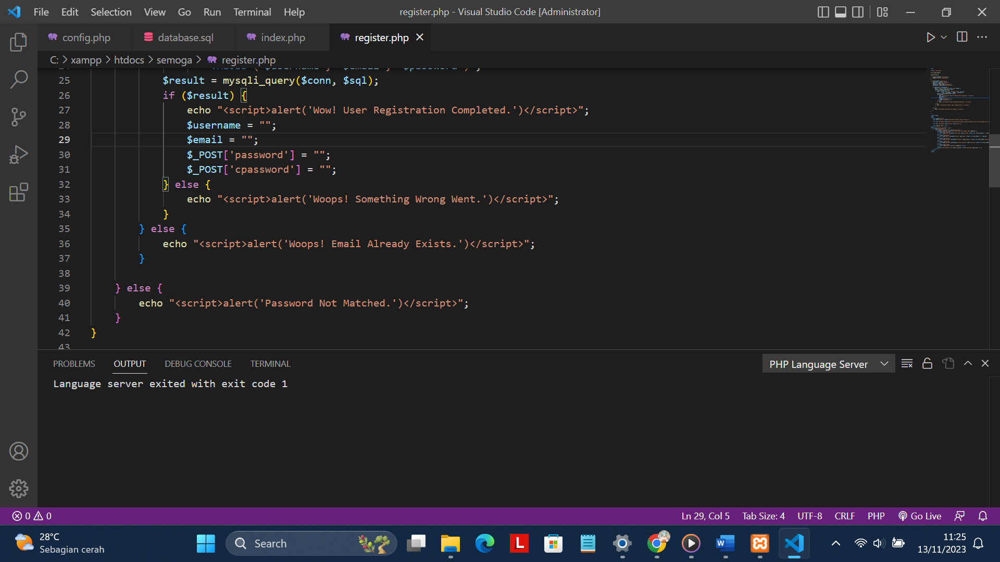 File Edit Selection View Go Run Terminal Help register.php - Visual Studio Code [Administrator]
config.php database.sql index.php register.php
C: > xampp > htdocs > semoga > register.php
25 $result = mysqli_query($conn, $sql);
26 if ($result) {
27 echo "<script>alert('Wow! User Registration Completed.')</script>";
28 $username = "";
29 $email = "";
30 $_POST['password'] = "";
31 $_POST['cpassword'] = "";
32 } else {
33 echo "<script>alert('Woops! Something Wrong Went.')</script>";
34 }
35 } else {
36 echo "<script>alert('Woops! Email Already Exists.')</script>";
37 }
38
39 } else {
40 echo "<script>alert('Password Not Matched.')</script>";
41 }
42 }
43
PROBLEMS OUTPUT DEBUG CONSOLE TERMINAL PHP Language Server
Language server exited with exit code 1
0 0 Ln 29, Col 5 Tab Size: 4 UTF-8 CRLF PHP Go Live
28°C
Sebagian cerah
Search
L
W
11:25
13/11/2023